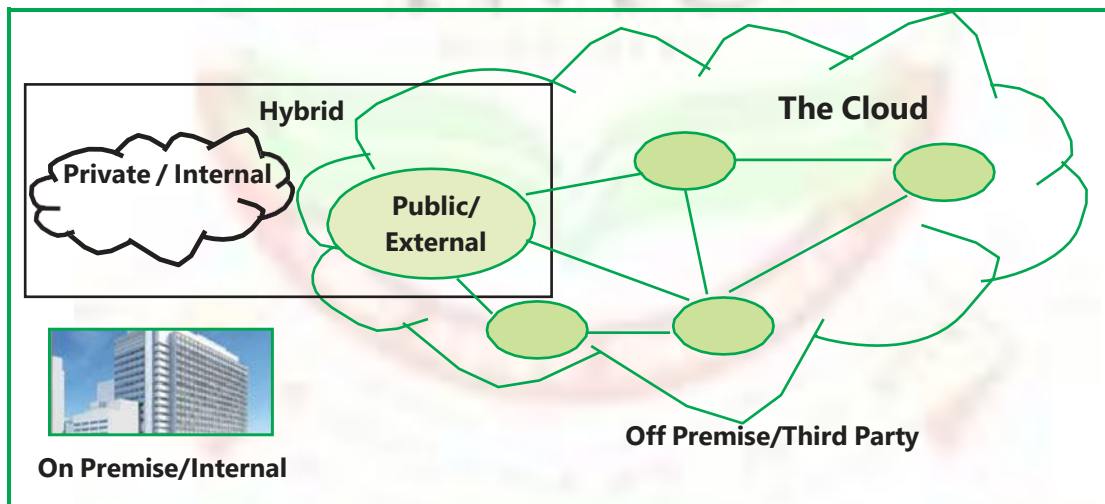 Hybrid
The Cloud
Private / Internal
Public/
External
Off Premise/Third Party
On Premise/Internal